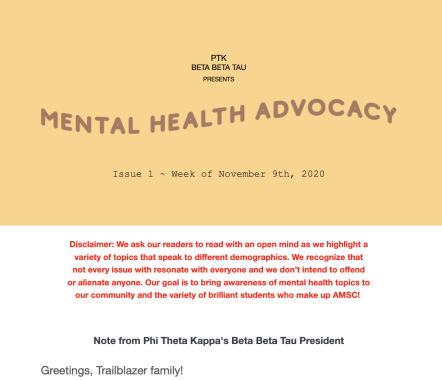 PTK
BETA BETA TAU
PRESENTS
MENTAL HEALTH ADVOCACY
Issue 1 ~ Week of November 9th, 2020
Disclaimer: We ask our readers to read with an open mind as we highlight a
variety of topics that speak to different demographics. We recognize that
not every issue with resonate with everyone and we don't intend to offend
or alienate anyone. Our goal is to bring awareness of mental health topics to
our community and the variety of brilliant students who make up AMSC!
Note from Phi Theta Kappa's Beta Beta Tau President
Greetings, Trailblazer family!